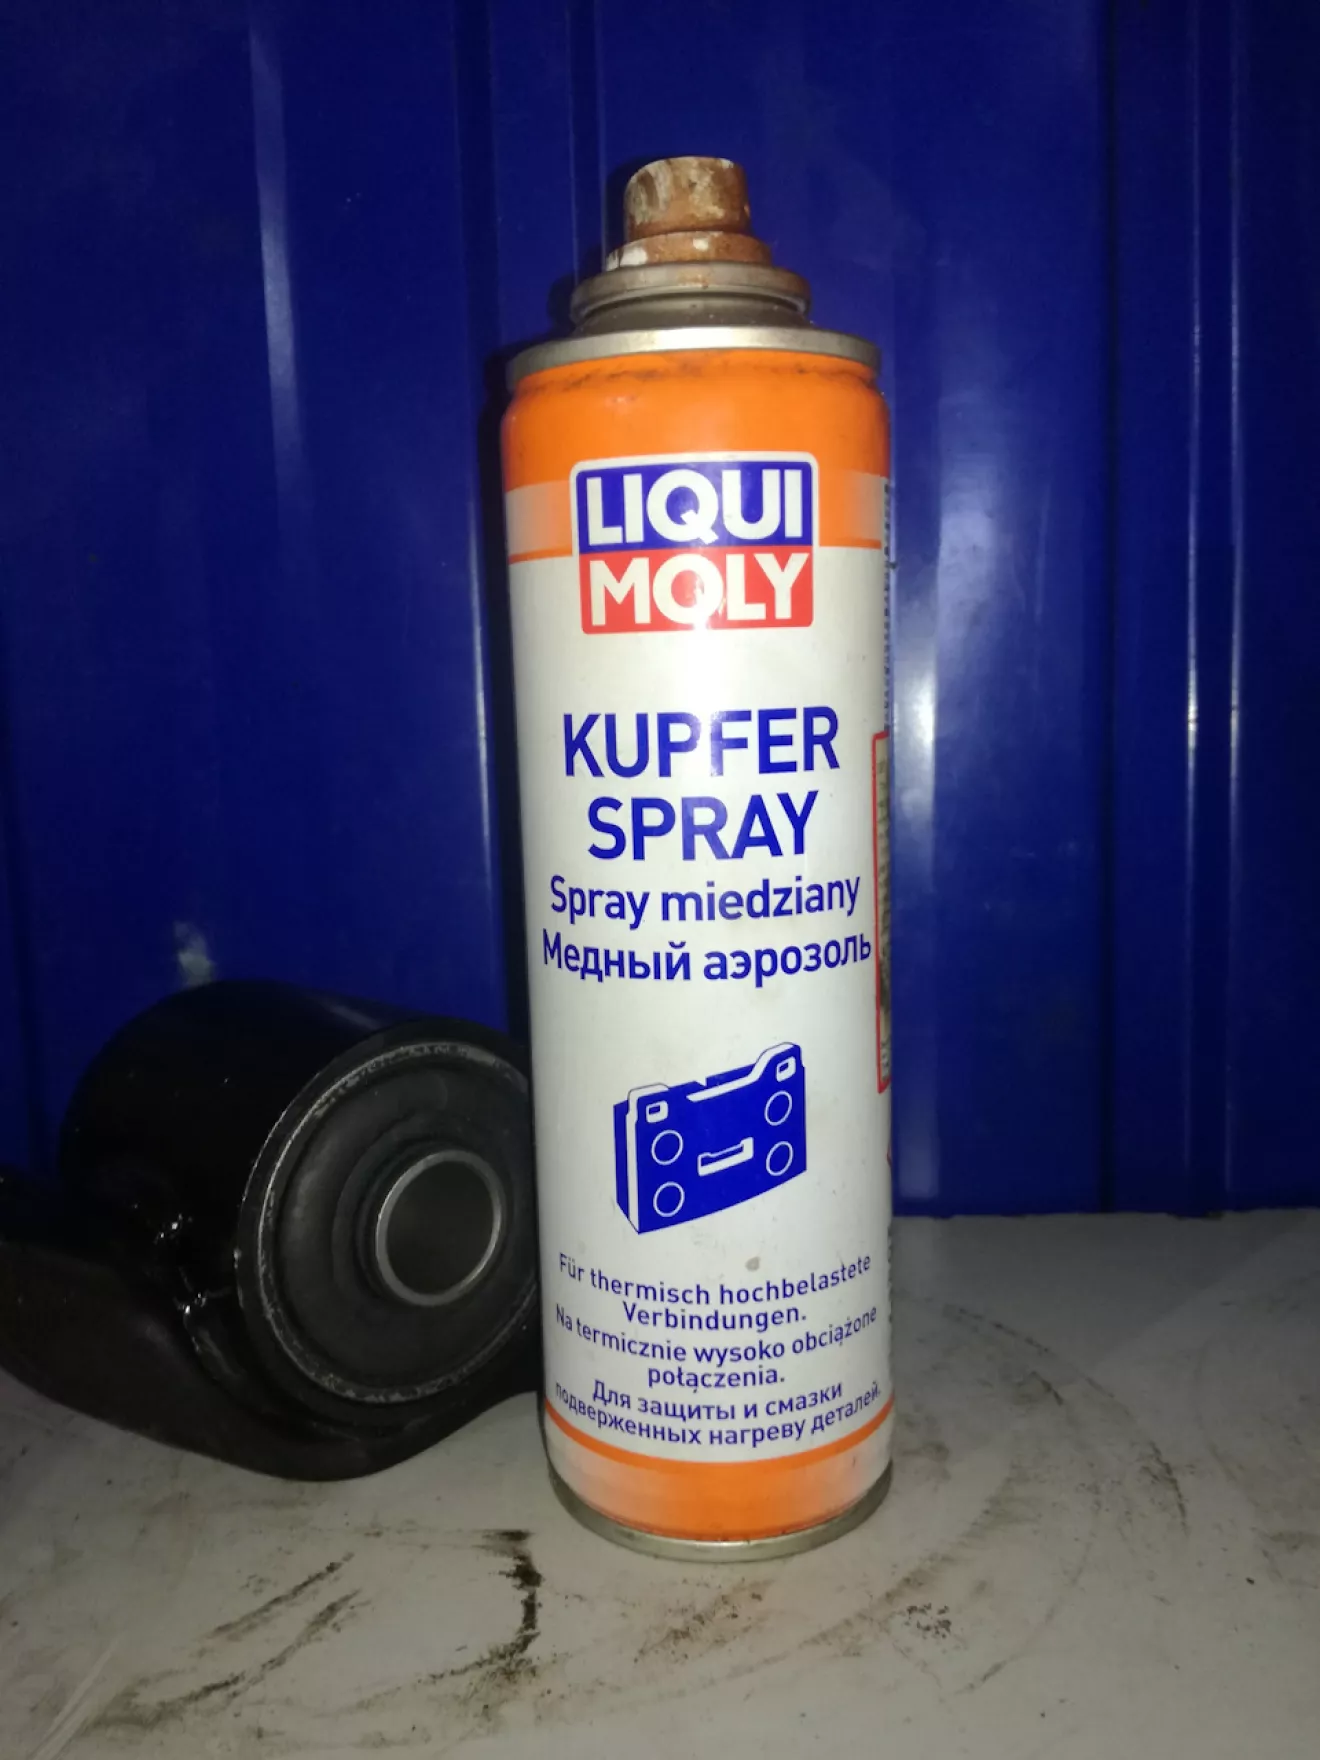 LIQUI
MOLY
KUPFER
SPRAY
Spray miedziany
Медный аэрозоль
Für thermisch hochbelastete
Verbindungen.
Na termicznie wysoko obciążone
połączenia.
Для защиты и смазки
подверженных нагреву деталей.